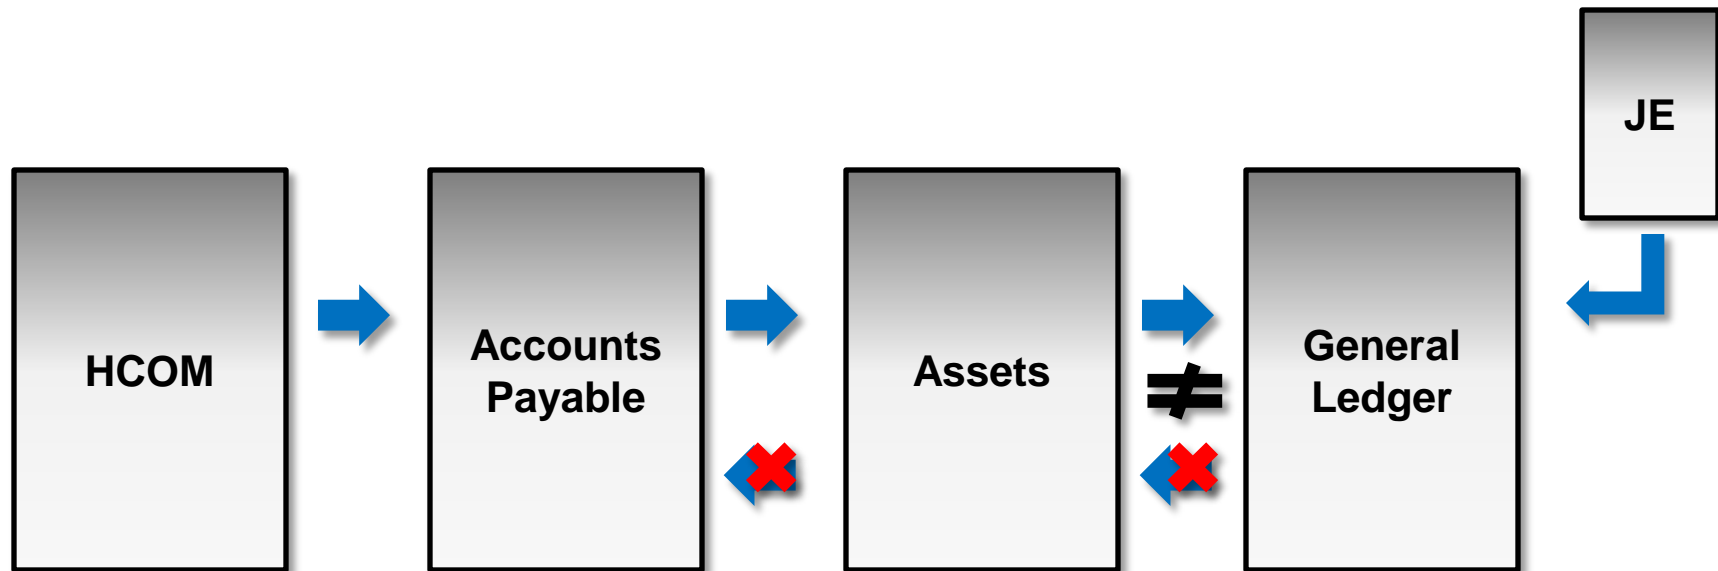 JE
HCOM
Accounts
Payable
Assets
≠
General
Ledger